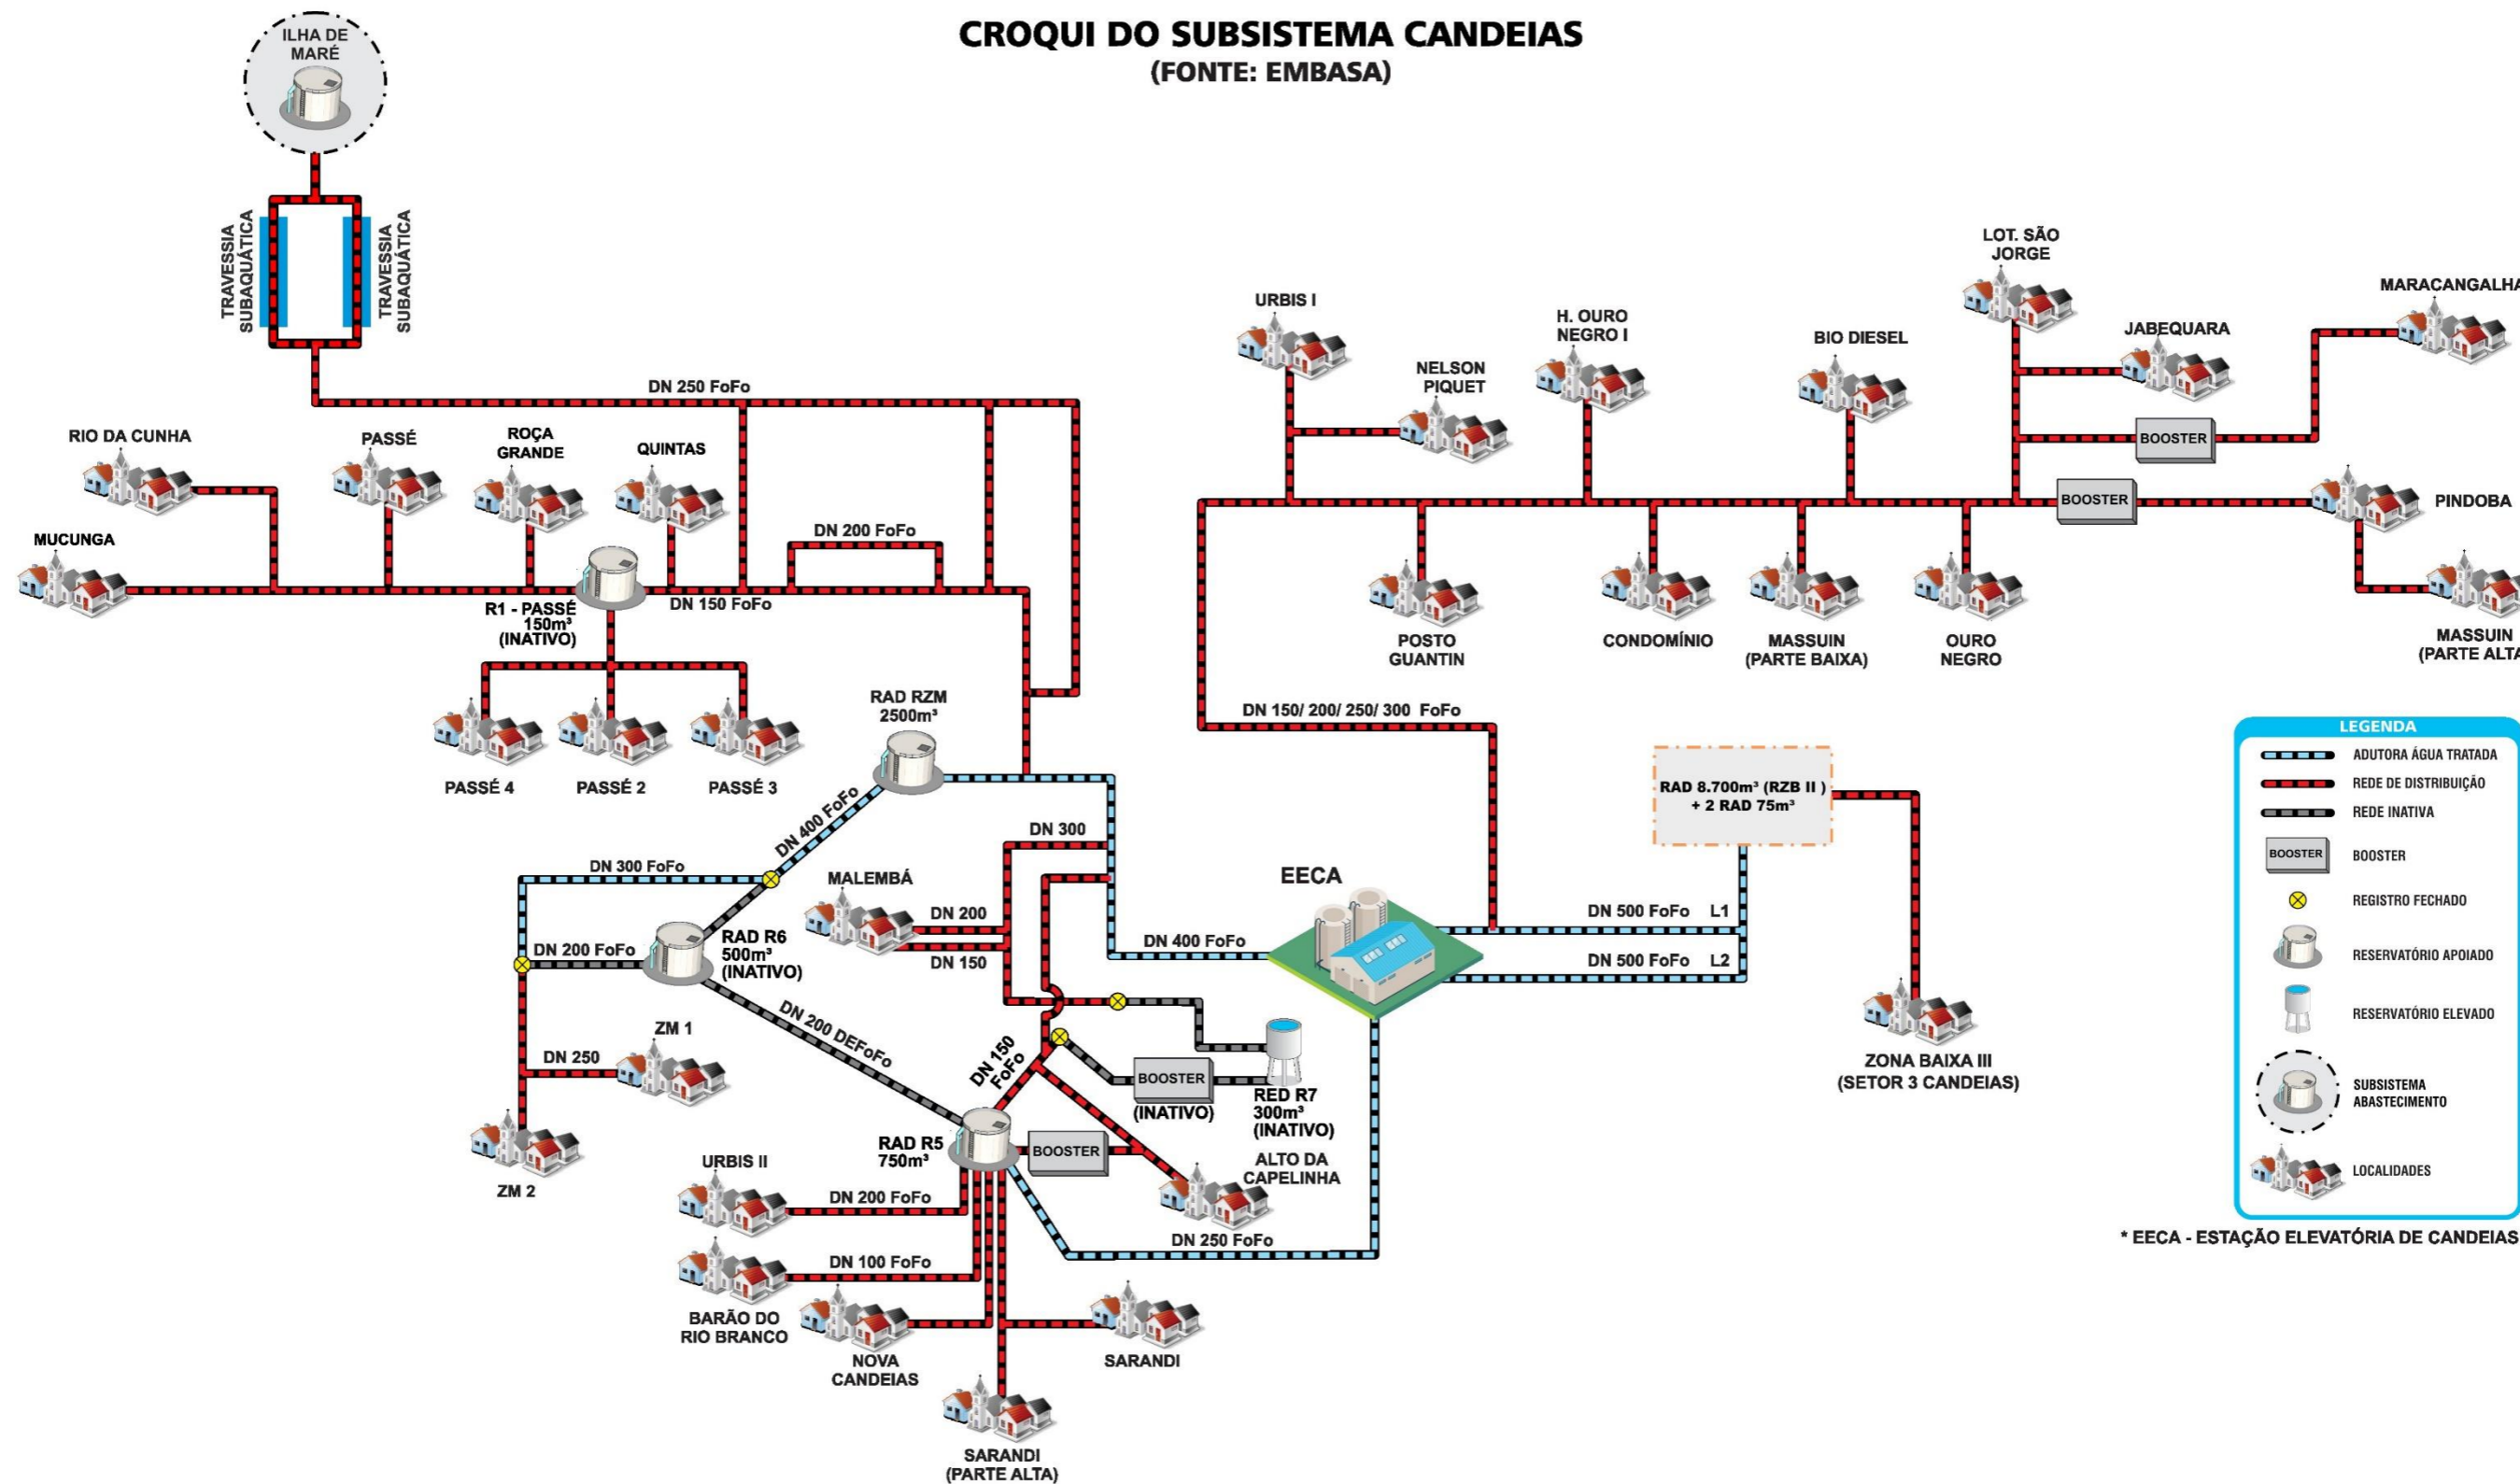 CROQUI DO SUBSISTEMA CANDEIAS
(FONTE: EMBASA)
ILHA DE
MARÉ
TRAVESSIA
SUBAQUÁTICA
TRAVESSIA
SUBAQUÁTICA
DN 250 FoFo
RIO DA CUNHA
PASSÉ
ROÇA
GRANDE
QUINTAS
MUCUNGA
DN 200 FoFo
R1 - PASSÉ
150m³
(INATIVO)
DN 150 FoFo
PASSÉ 4
PASSÉ 2
PASSÉ 3
URBIS I
NELSON
PIQUET
H. OURO
NEGRO I
BIO DIESEL
LOT. SÃO
JORGE
JABEQUARA
MARACANGALHA
BOOSTER
BOOSTER
PINDOBA
POSTO
GUANTIN
CONDOMÍNIO
MASSUIN
(PARTE BAIXA)
OURO
NEGRO
MASSUIN
(PARTE ALTA
DN 150/ 200/ 250/ 300 FoFo
RAD RZM
2500m³
DN 400 FoFo
DN 300 FoFo
MALEMBÁ
DN 300
DN 200
DN 150
RAD R6
500m³
(INATIVO)
DN 200 FoFo
DN 200 DEFoFo
ZM 1
DN 250
ZM 2
EECA
DN 400 FoFo
DN 500 FoFo L1
DN 500 FoFo L2
RAD 8.700m³ (RZB II )
+ 2 RAD 75m³
ZONA BAIXA III
(SETOR 3 CANDEIAS)
DN 150
FoFo
BOOSTER
(INATIVO)
RED R7
300m³
(INATIVO)
RAD R5
750m³
BOOSTER
ALTO DA
CAPELINHA
URBIS II
DN 200 FoFo
DN 250 FoFo
DN 100 FoFo
BARÃO DO
RIO BRANCO
NOVA
CANDEIAS
SARANDI
SARANDI
(PARTE ALTA)
LEGENDA
ADUTORA ÁGUA TRATADA
REDE DE DISTRIBUIÇÃO
REDE INATIVA
BOOSTER
BOOSTER
REGISTRO FECHADO
RESERVATÓRIO APOIADO
RESERVATÓRIO ELEVADO
SUBSISTEMA
ABASTECIMENTO
LOCALIDADES
* EECA - ESTAÇÃO ELEVATÓRIA DE CANDEIAS